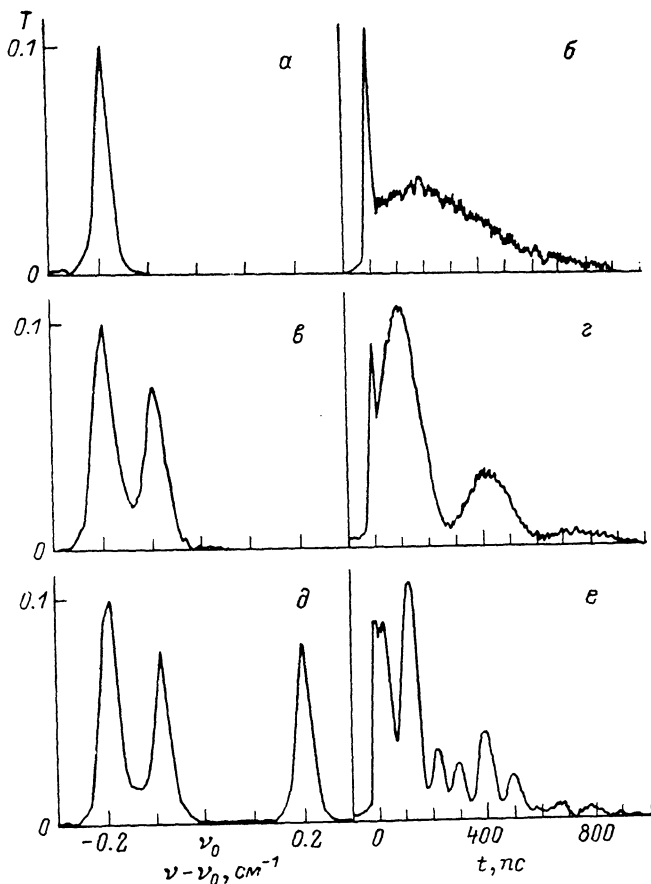 T
0.1
а
б
0
0.1
в
г
0
0.1
д
е
0
-0.2 ν₀ 0.2
0 400 800
ν - ν₀, см⁻¹
t, пс